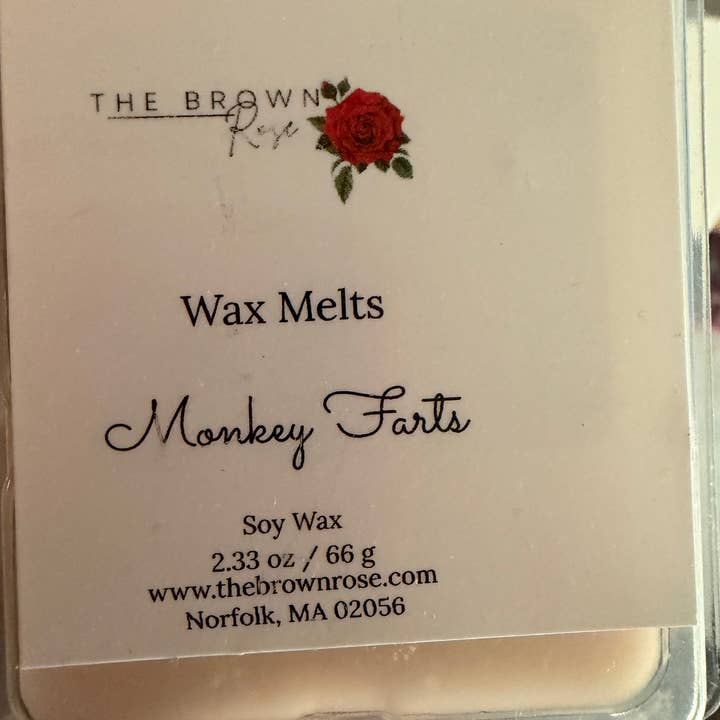 THE BROWN
Rose
Wax Melts
Monkey Farts
Soy Wax
2.33 oz / 66 g
www.thebrownrose.com
Norfolk, MA 02056